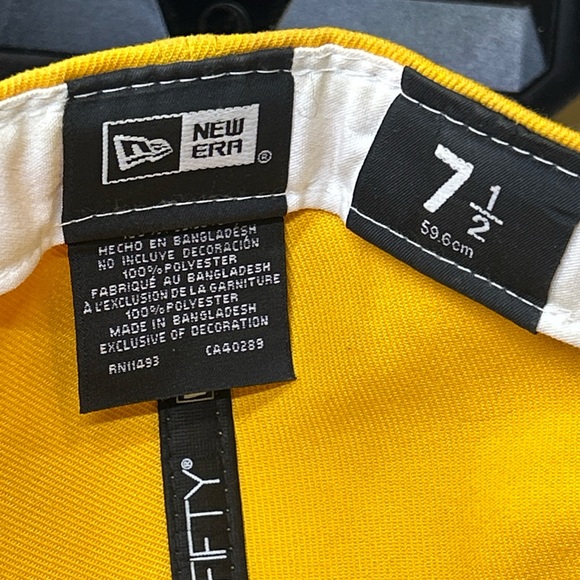 NEW
ERA®
7 1/2
59.6cm
HECHO EN BANGLADÉSH
NO INCLUYE DECORACIÓN
100%POLYESTER
FABRIQUÉ AU BANGLADESH
À L'EXCLUSION DE LA GARNITURE
100%POLYESTER
MADE IN BANGLADESH
EXCLUSIVE OF DECORATION
RN11493 CA40289
FIFTY®